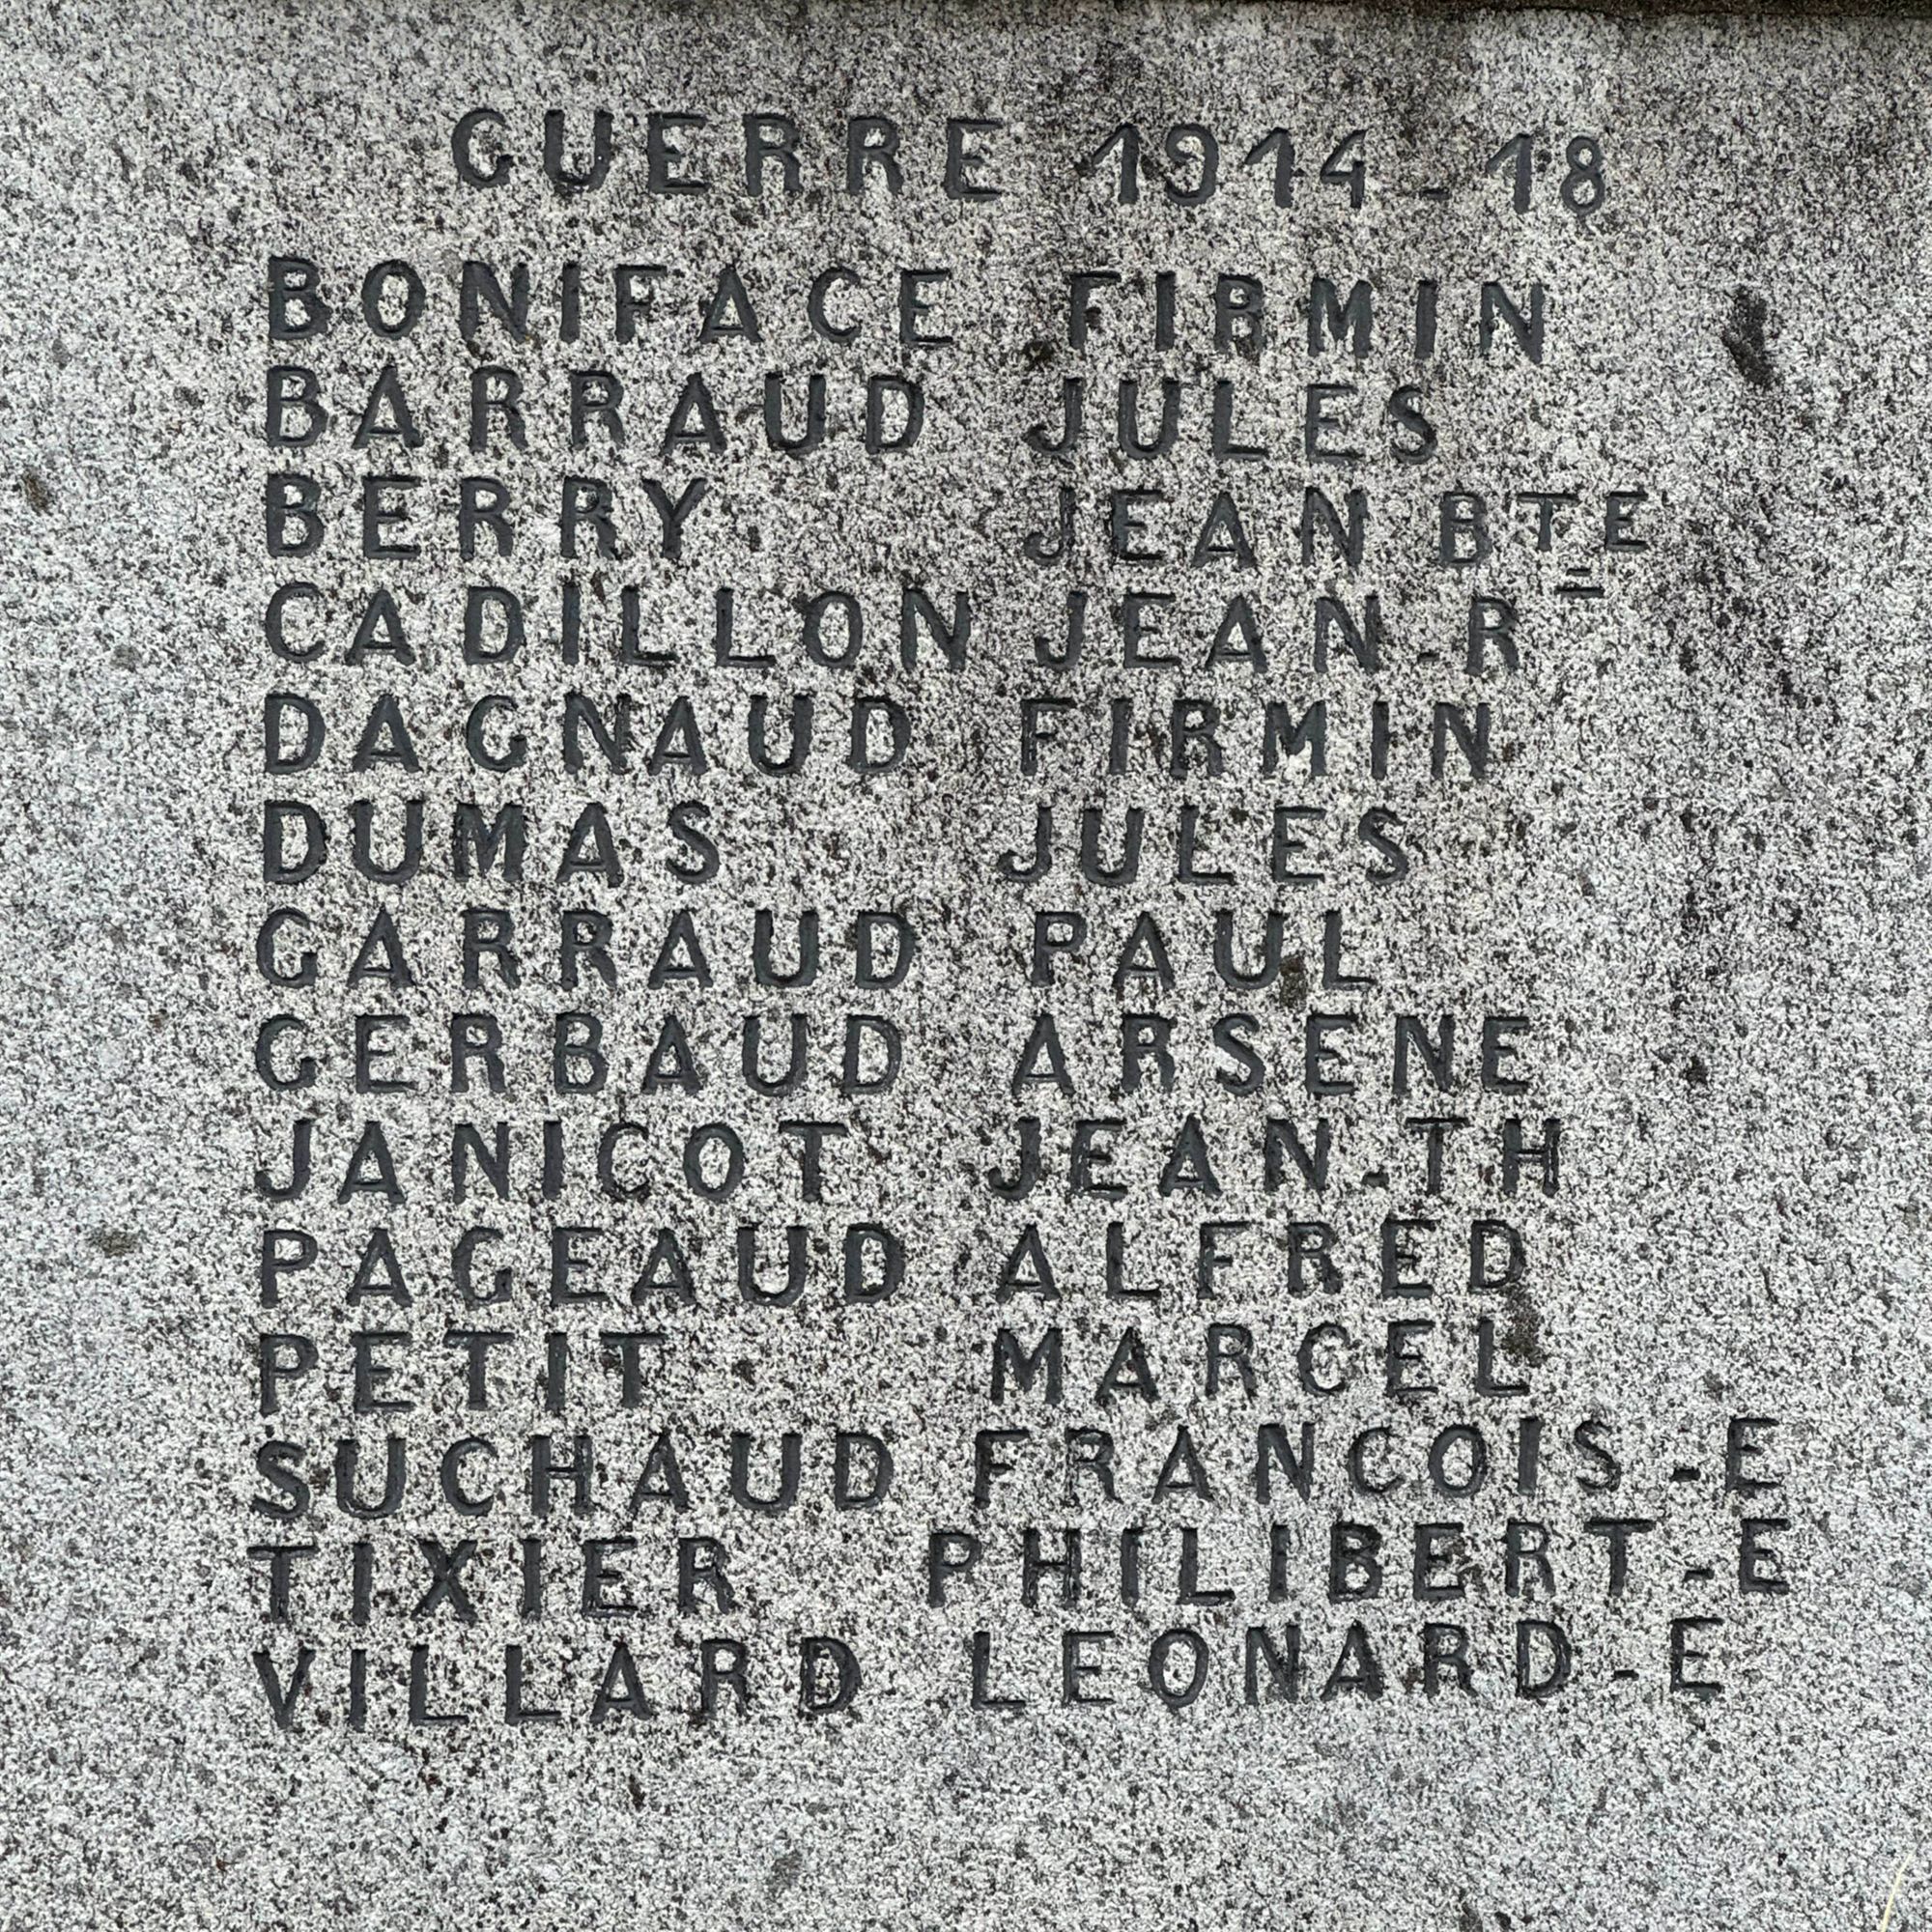 GUERRE 1914-18
BONIFACE FIRMIN
BARRAUD JULES
BERRY JEAN BTE
CADILLON JEAN-R
DAGNAUD FIRMIN
DUMAS JULES
GARRAUD PAUL
GERBAUD ARSENE
JANICOT JEAN-TH
PAGEAUD ALFRED
PETIT MARCEL
SUCHAUD FRANCOIS-E
TIXIER PHILIBERT-E
VILLARD LEONARD-E